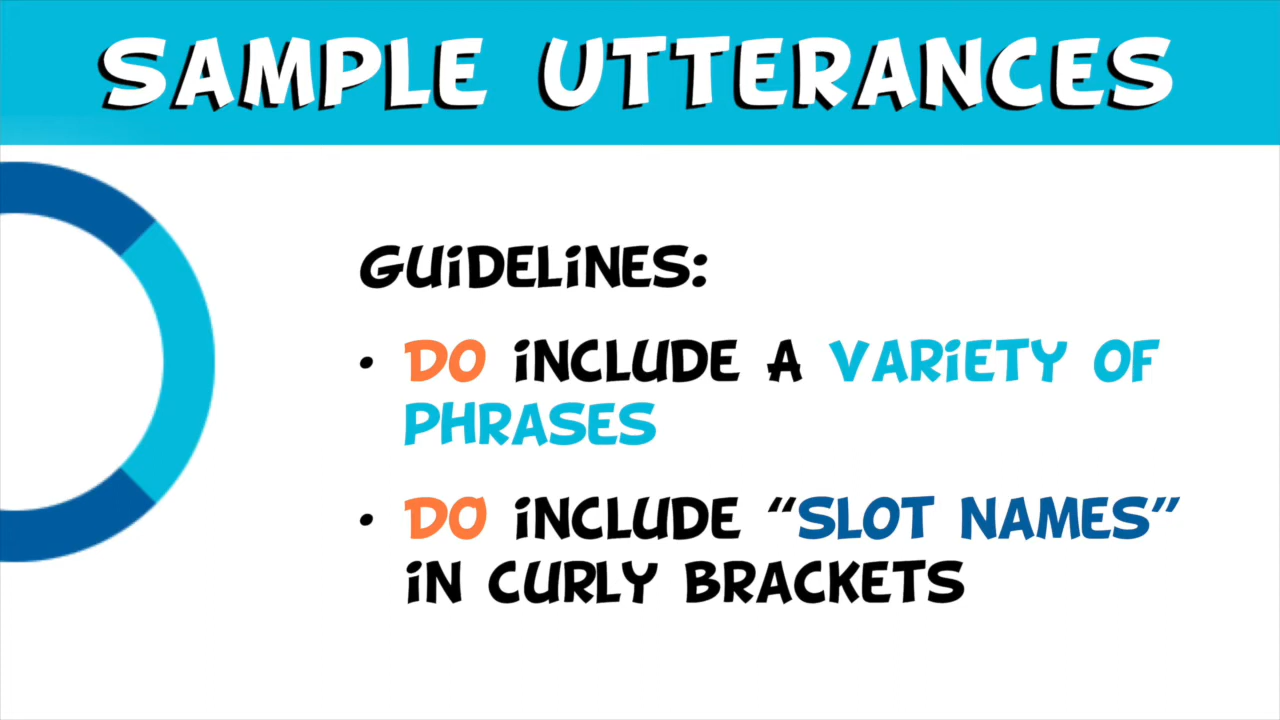 SAMPLE UTTERANCES
GUiDELiNES:
• DO iNCLUDE A VARiETY OF
PHRASES
• DO iNCLUDE “SLOT NAMES”
iN CURLY BRACKETS